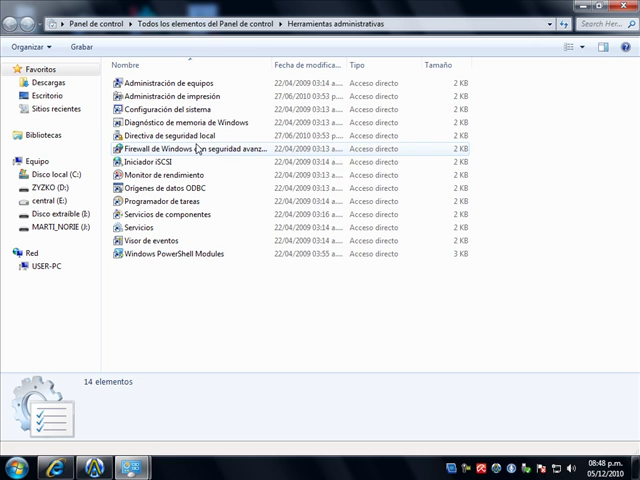 Panel de control Todos los elementos del Panel de control Herramientas administrativas
Buscar Her...
Organizar Grabar
Favoritos
Descargas
Escritorio
Sitios recientes
Bibliotecas
Equipo
Disco local (C:)
ZYZKO (D:)
central (E:)
Disco extraíble (I:)
MARTI_NORIE (J:)
Red
USER-PC
Nombre Fecha de modifica... Tipo Tamaño
Administración de equipos 22/04/2009 03:14 a.... Acceso directo 2 KB
Administración de impresión 27/06/2010 03:53 p.... Acceso directo 2 KB
Configuración del sistema 22/04/2009 03:13 a.... Acceso directo 2 KB
Diagnóstico de memoria de Windows 22/04/2009 03:13 a.... Acceso directo 2 KB
Directiva de seguridad local 27/06/2010 03:53 p.... Acceso directo 2 KB
Firewall de Windows con seguridad avanz... 22/04/2009 03:13 a.... Acceso directo 2 KB
Iniciador iSCSI 22/04/2009 03:14 a.... Acceso directo 2 KB
Monitor de rendimiento 22/04/2009 03:13 a.... Acceso directo 2 KB
Orígenes de datos ODBC 22/04/2009 03:13 a.... Acceso directo 2 KB
Programador de tareas 22/04/2009 03:14 a.... Acceso directo 2 KB
Servicios de componentes 22/04/2009 03:16 a.... Acceso directo 2 KB
Servicios 22/04/2009 03:14 a.... Acceso directo 2 KB
Visor de eventos 22/04/2009 03:14 a.... Acceso directo 2 KB
Windows PowerShell Modules 22/04/2009 03:55 a.... Acceso directo 3 KB
14 elementos
08:48 p.m.
05/12/2010